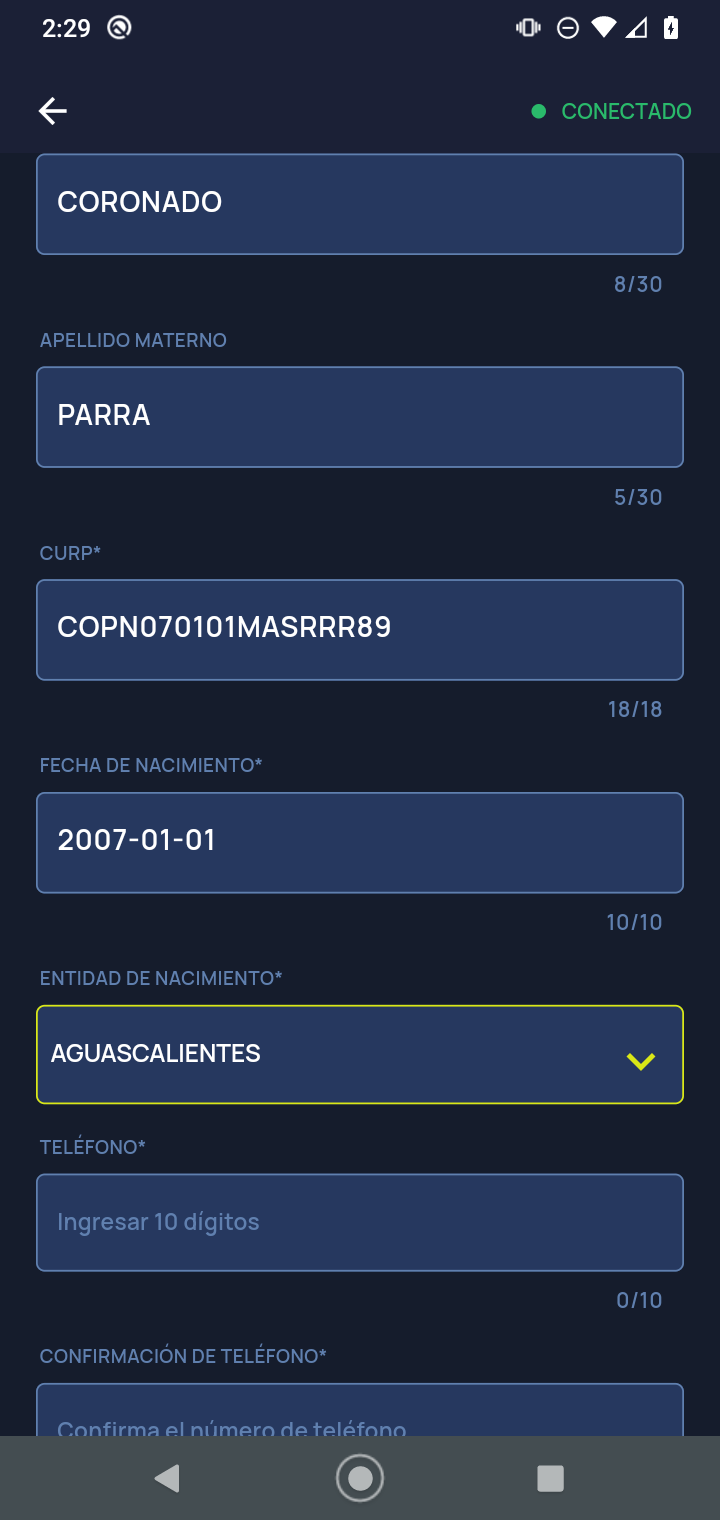 2:29
CONECTADO
CORONADO
8/30
APELLIDO MATERNO
PARRA
5/30
CURP*
COPN070101MASRRR89
18/18
FECHA DE NACIMIENTO*
2007-01-01
10/10
ENTIDAD DE NACIMIENTO*
AGUASCALIENTES
TELÉFONO*
Ingresar 10 dígitos
0/10
CONFIRMACIÓN DE TELÉFONO*
Confirma el número de teléfono